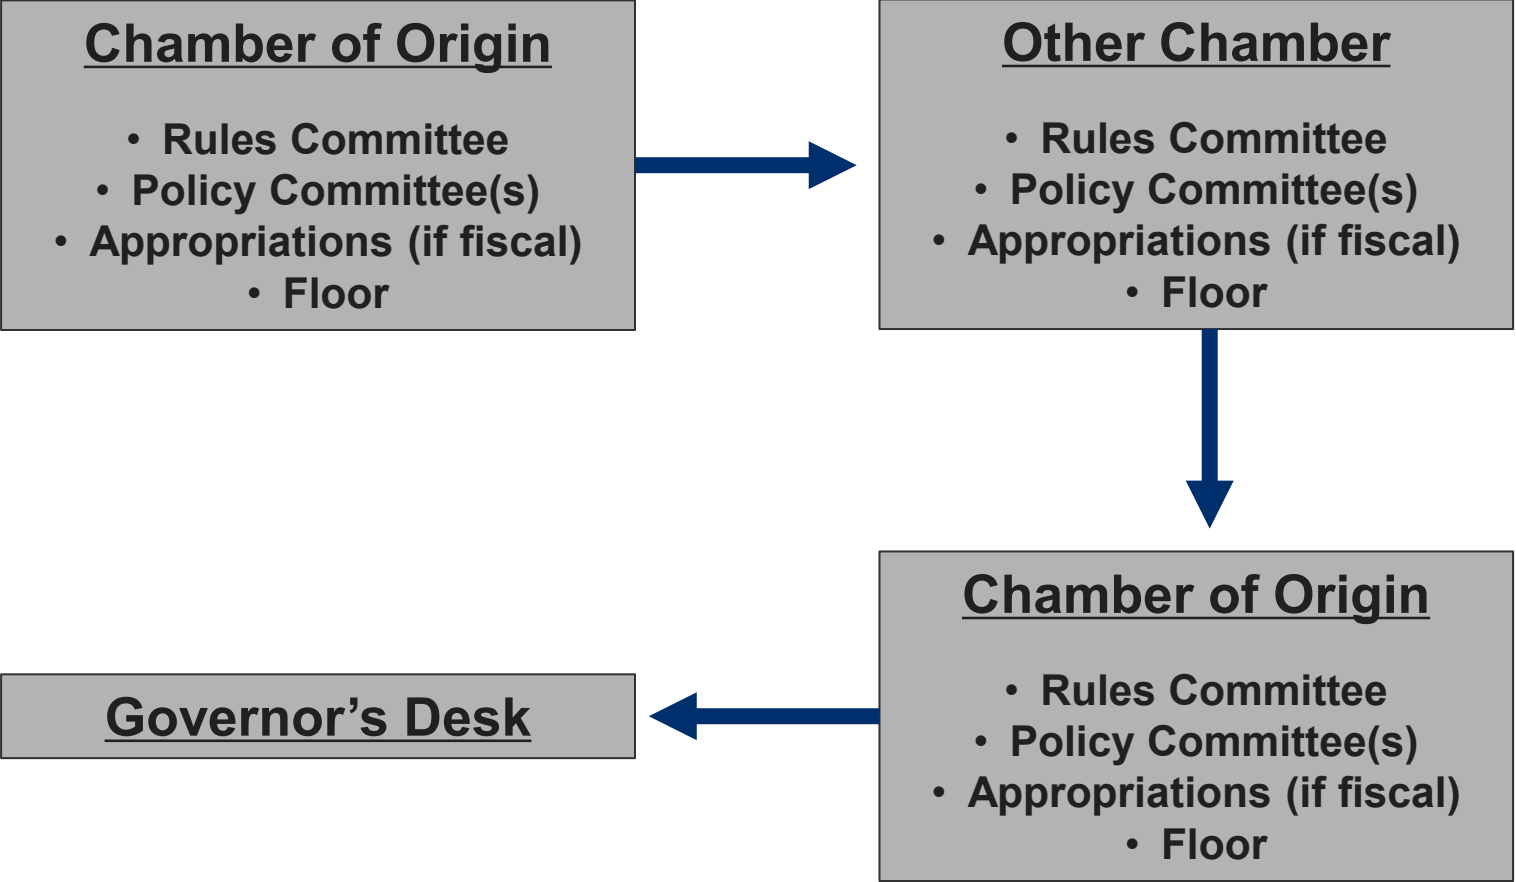 Chamber of Origin
• Rules Committee
• Policy Committee(s)
• Appropriations (if fiscal)
• Floor
Other Chamber
• Rules Committee
• Policy Committee(s)
• Appropriations (if fiscal)
• Floor
Chamber of Origin
• Rules Committee
• Policy Committee(s)
• Appropriations (if fiscal)
• Floor
Governor’s Desk